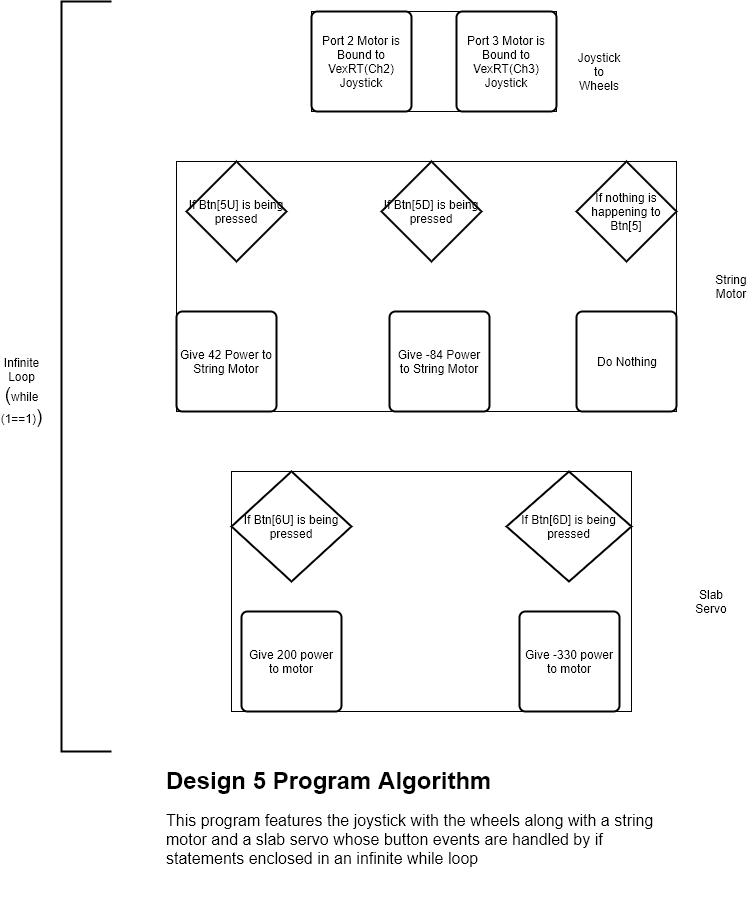 Port 2 Motor is
Bound to
VexRT(Ch2)
Joystick
Port 3 Motor is
Bound to
VexRT(Ch3)
Joystick
Joystick
to
Wheels
If Btn[5U] is being
pressed
If Btn[5D] is being
pressed
If nothing is
happening to
Btn[5]
String
Motor
Give 42 Power to
String Motor
Give -84 Power
to String Motor
Do Nothing
Infinite
Loop
(while
(1==1))
If Btn[6U] is being
pressed
If Btn[6D] is being
pressed
Slab
Servo
Give 200 power
to motor
Give -330 power
to motor
Design 5 Program Algorithm
This program features the joystick with the wheels along with a string
motor and a slab servo whose button events are handled by if
statements enclosed in an infinite while loop